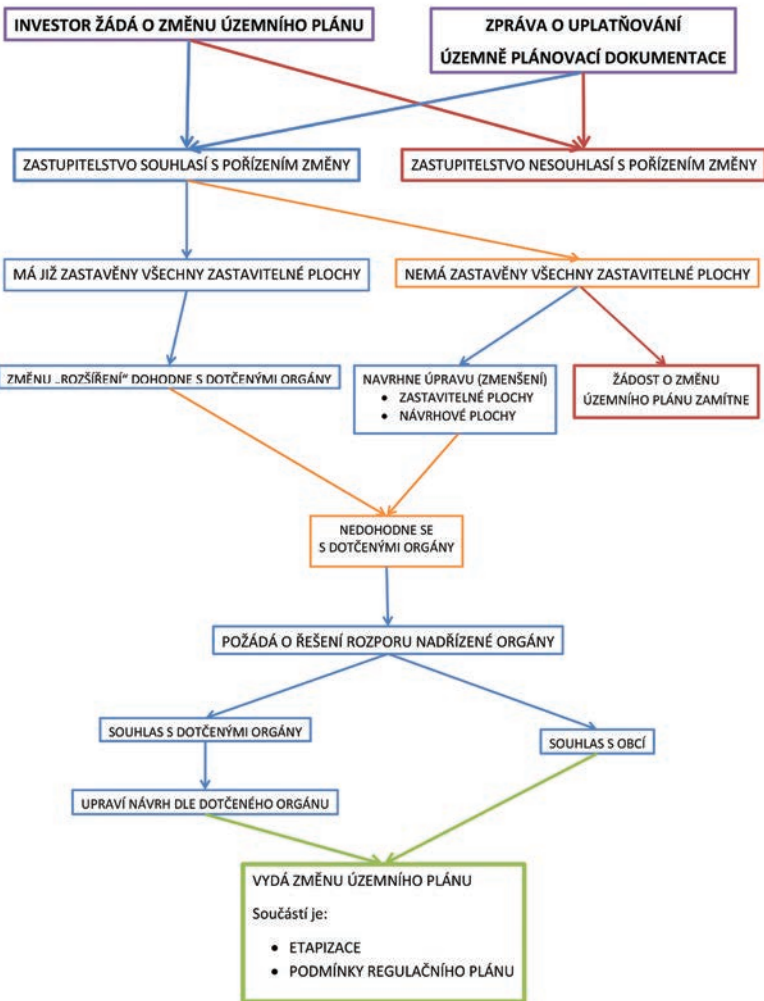 INVESTOR ŽÁDÁ O ZMĚNU ÚZEMNÍHO PLÁNU
ZPRÁVA O UPLATŇOVÁNÍ
ÚZEMNĚ PLÁNOVACÍ DOKUMENTACE
ZASTUPITELSTVO SOUHLASÍ S POŘÍZENÍM ZMĚNY
ZASTUPITELSTVO NESOUHLASÍ S POŘÍZENÍM ZMĚNY
MÁ JIŽ ZASTAVĚNY VŠECHNY ZASTAVITELNÉ PLOCHY
NEMÁ ZASTAVĚNY VŠECHNY ZASTAVITELNÉ PLOCHY
ZMĚNU „ROZŠÍŘENÍ“ DOHODNE S DOTČENÝMI ORGÁNY
NAVRHNE ÚPRAVU (ZMENŠENÍ)
• ZASTAVITELNÉ PLOCHY
• NÁVRHOVÉ PLOCHY
ŽÁDOST O ZMĚNU
ÚZEMNÍHO PLÁNU ZAMÍTNE
NEDOHODNE SE
S DOTČENÝMI ORGÁNY
POŽÁDÁ O ŘEŠENÍ ROZPORU NADŘÍZENÉ ORGÁNY
SOUHLAS S DOTČENÝMI ORGÁNY
SOUHLAS S OBCÍ
UPRAVÍ NÁVRH DLE DOTČENÉHO ORGÁNU
VYDÁ ZMĚNU ÚZEMNÍHO PLÁNU
Součástí je:
• ETAPIZACE
• PODMÍNKY REGULAČNÍHO PLÁNU